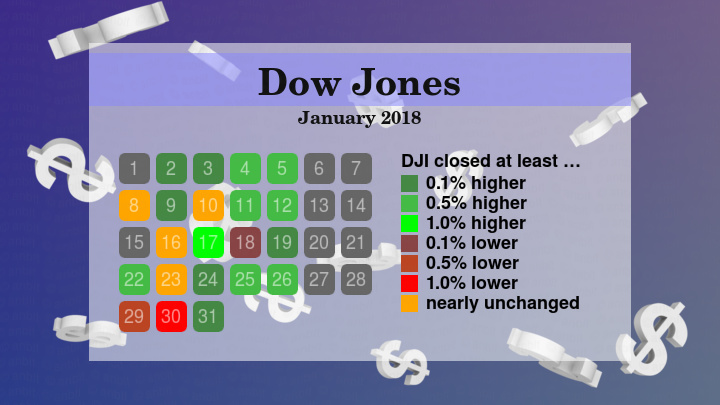 Dow Jones
January 2018
1 2 3 4 5 6 7
8 9 10 11 12 13 14
15 16 17 18 19 20 21
22 23 24 25 26 27 28
29 30 31
DJI closed at least …
0.1% higher
0.5% higher
1.0% higher
0.1% lower
0.5% lower
1.0% lower
nearly unchanged